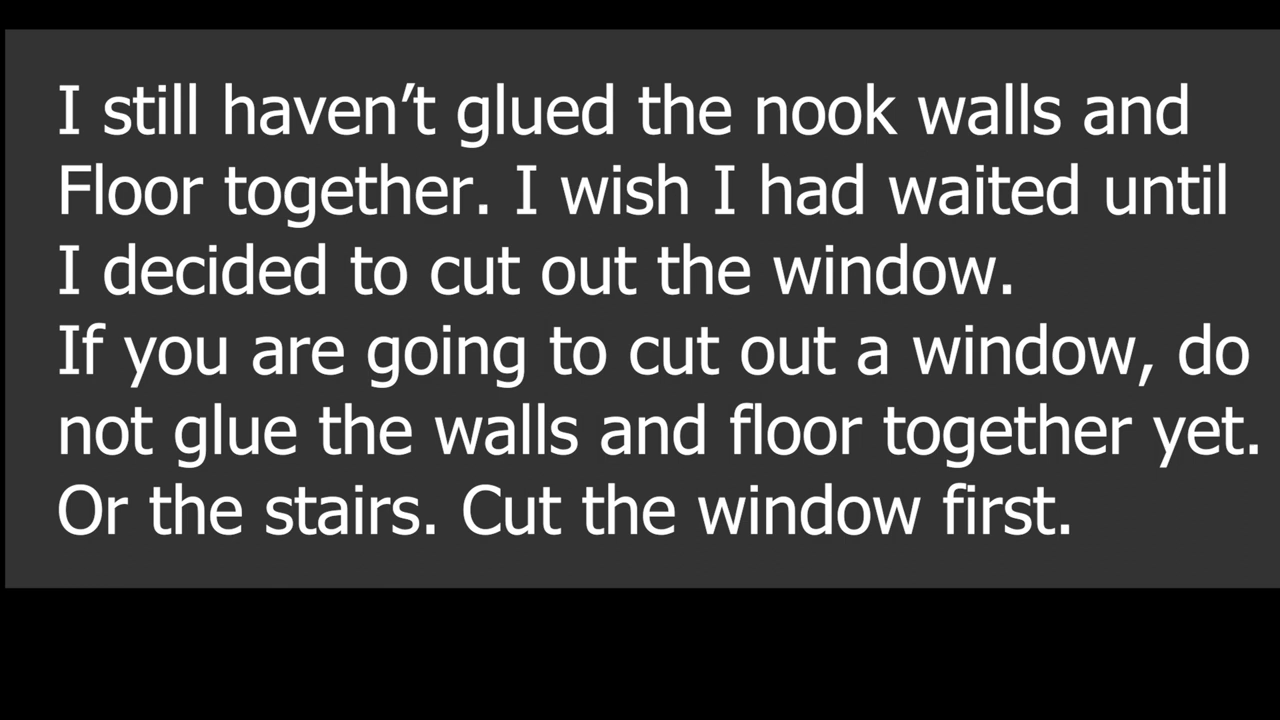 I still haven’t glued the nook walls and
Floor together. I wish I had waited until
I decided to cut out the window.
If you are going to cut out a window, do
not glue the walls and floor together yet.
Or the stairs. Cut the window first.